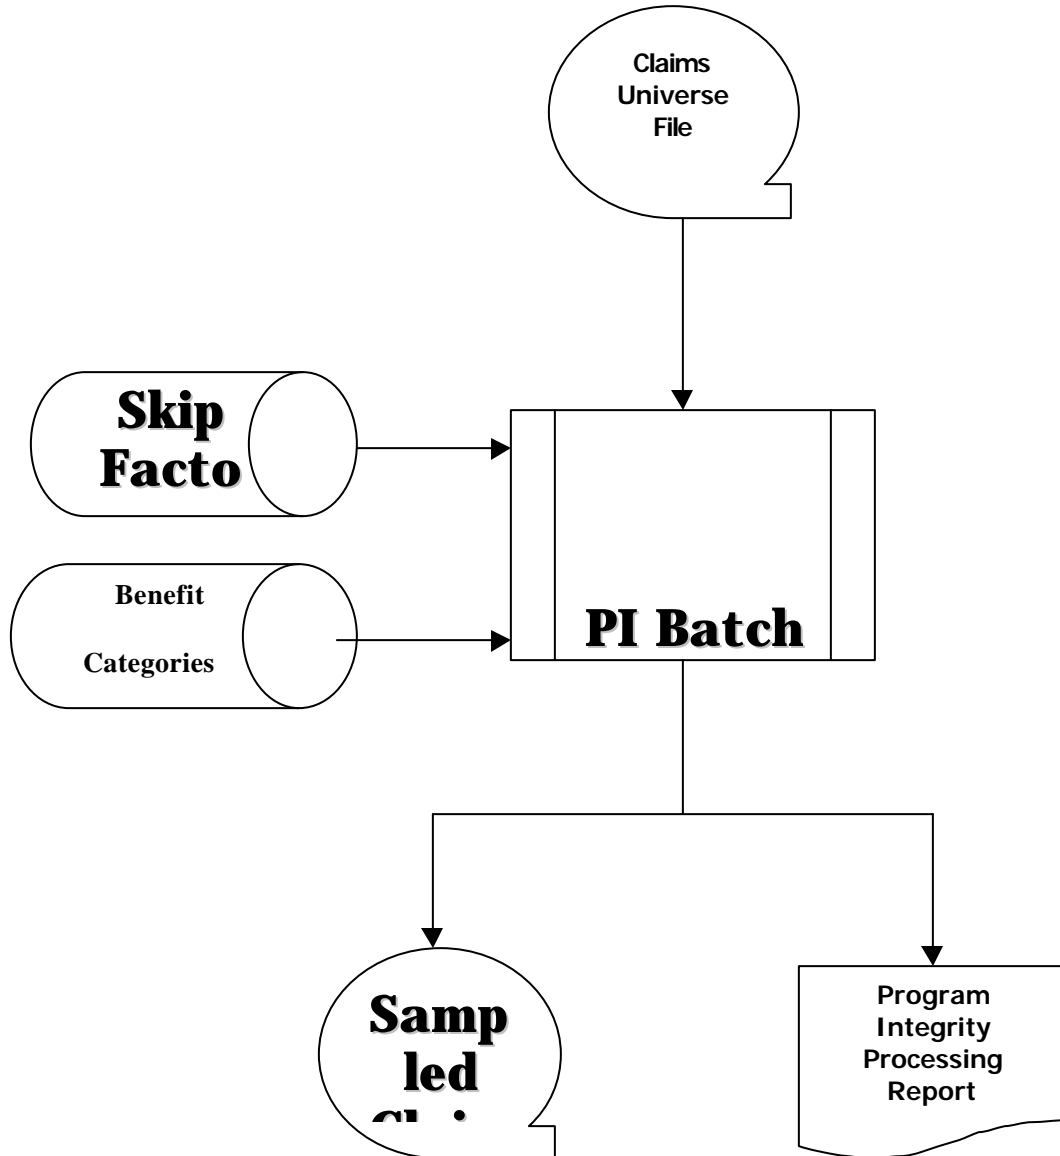 Claims
Universe
File
Skip
Facto
Benefit
Categories
PI Batch
Samp
led
Program
Integrity
Processing
Report